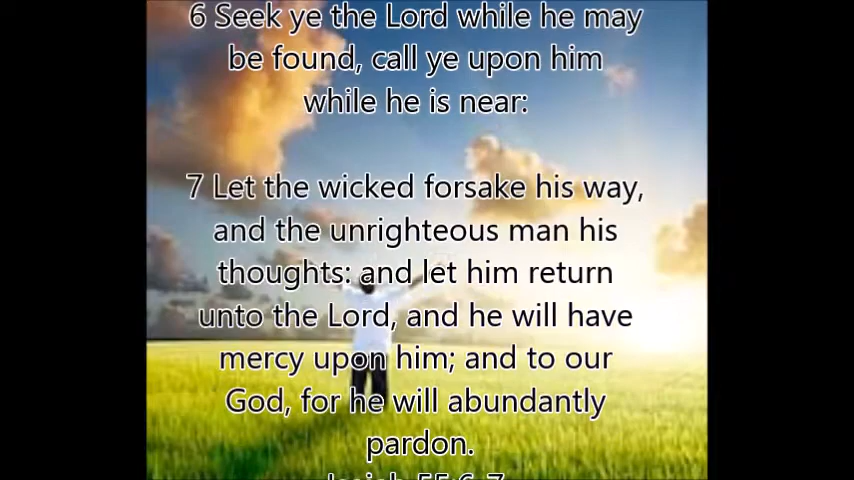 6 Seek ye the Lord while he may
be found, call ye upon him
while he is near:
7 Let the wicked forsake his way,
and the unrighteous man his
thoughts: and let him return
unto the Lord, and he will have
mercy upon him; and to our
God, for he will abundantly
pardon.
Isaiah 55:6-7